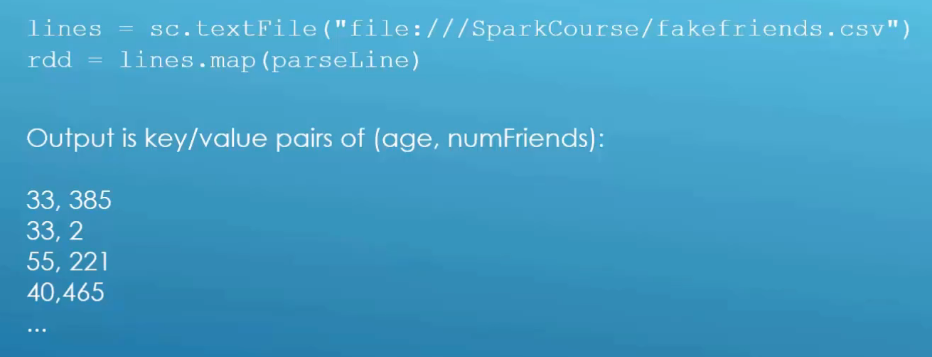 lines = sc.textFile("file:///SparkCourse/fakefriends.csv")
rdd = lines.map(parseLine)
Output is key/value pairs of (age, numFriends):
33, 385
33, 2
55, 221
40,465
...